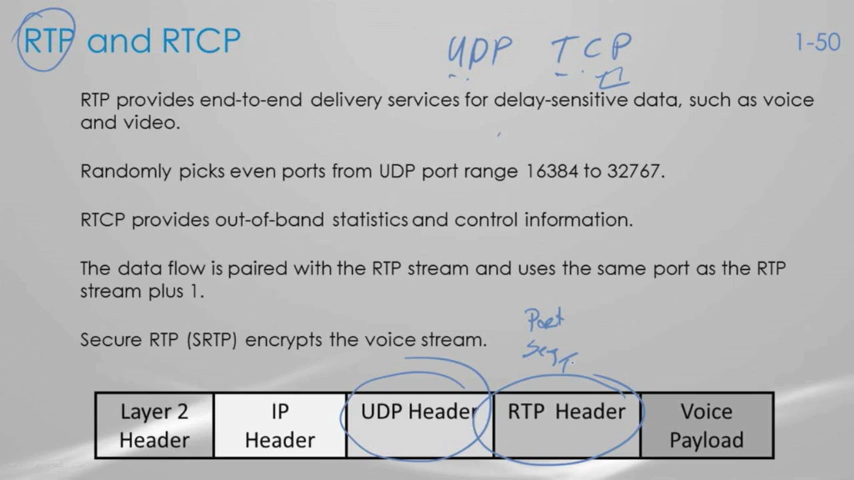 RTP and RTCP
UDP TCP
1-50
RTP provides end-to-end delivery services for delay-sensitive data, such as voice
and video.
Randomly picks even ports from UDP port range 16384 to 32767.
RTCP provides out-of-band statistics and control information.
The data flow is paired with the RTP stream and uses the same port as the RTP
stream plus 1.
Secure RTP (SRTP) encrypts the voice stream.
Layer 2
Header
IP
Header
UDP Header
RTP Header
Voice
Payload